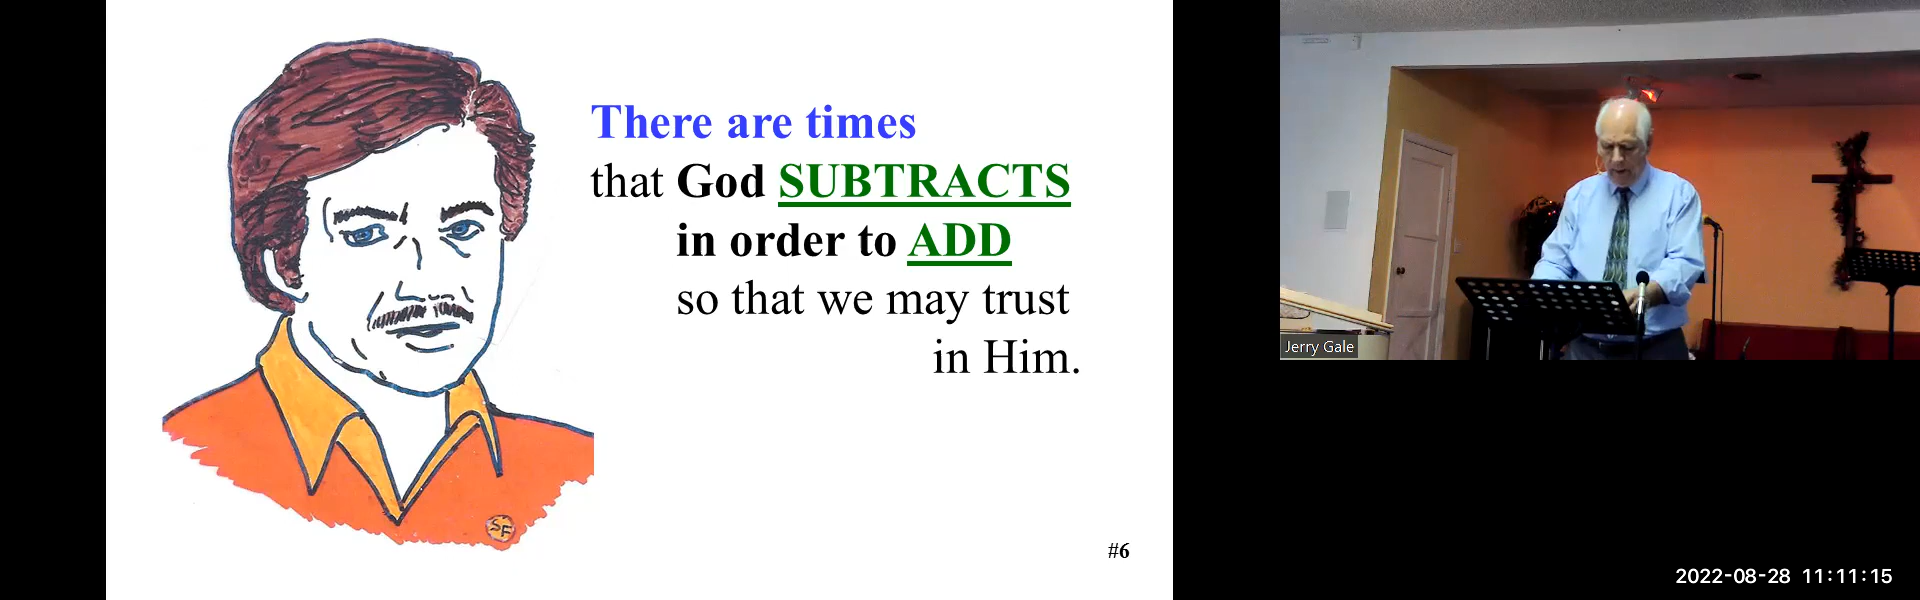 There are times
that God SUBTRACTS
in order to ADD
so that we may trust
in Him.
SF
#6
Jerry Gale
2022-08-28 11:11:15